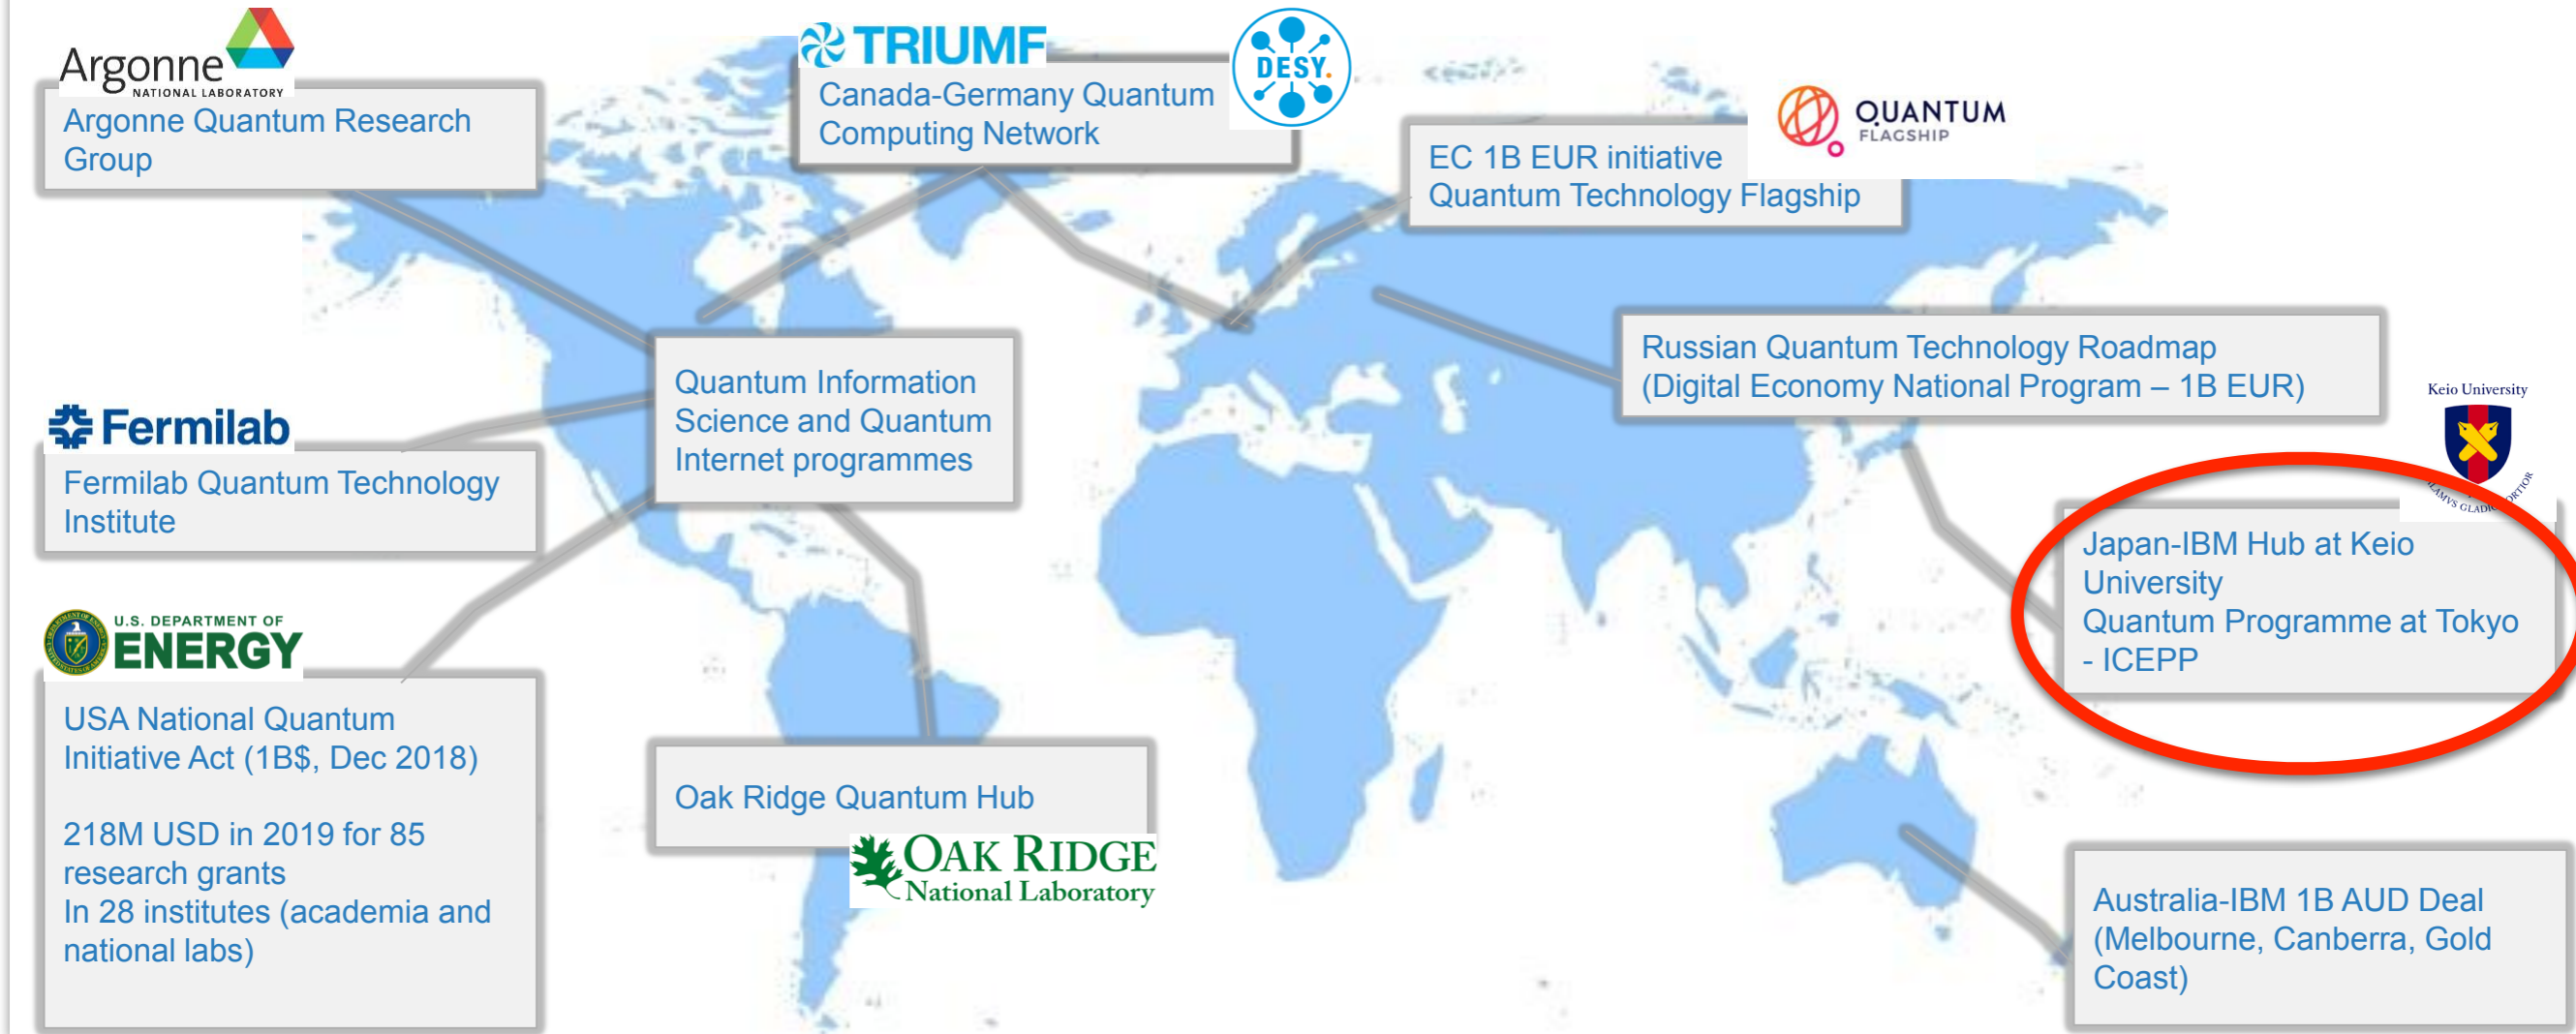 Argonne
NATIONAL LABORATORY
Argonne Quantum Research
Group
TRIUMF
DESY.
Canada-Germany Quantum
Computing Network
QUANTUM
FLAGSHIP
EC 1B EUR initiative
Quantum Technology Flagship
Russian Quantum Technology Roadmap
(Digital Economy National Program – 1B EUR)
Quantum Information
Science and Quantum
Internet programmes
Fermilab
Fermilab Quantum Technology
Institute
Keio University
Japan-IBM Hub at Keio
University
Quantum Programme at Tokyo
- ICEPP
U.S. DEPARTMENT OF
ENERGY
USA National Quantum
Initiative Act (1B$, Dec 2018)
218M USD in 2019 for 85
research grants
In 28 institutes (academia and
national labs)
Oak Ridge Quantum Hub
OAK RIDGE
National Laboratory
Australia-IBM 1B AUD Deal
(Melbourne, Canberra, Gold
Coast)